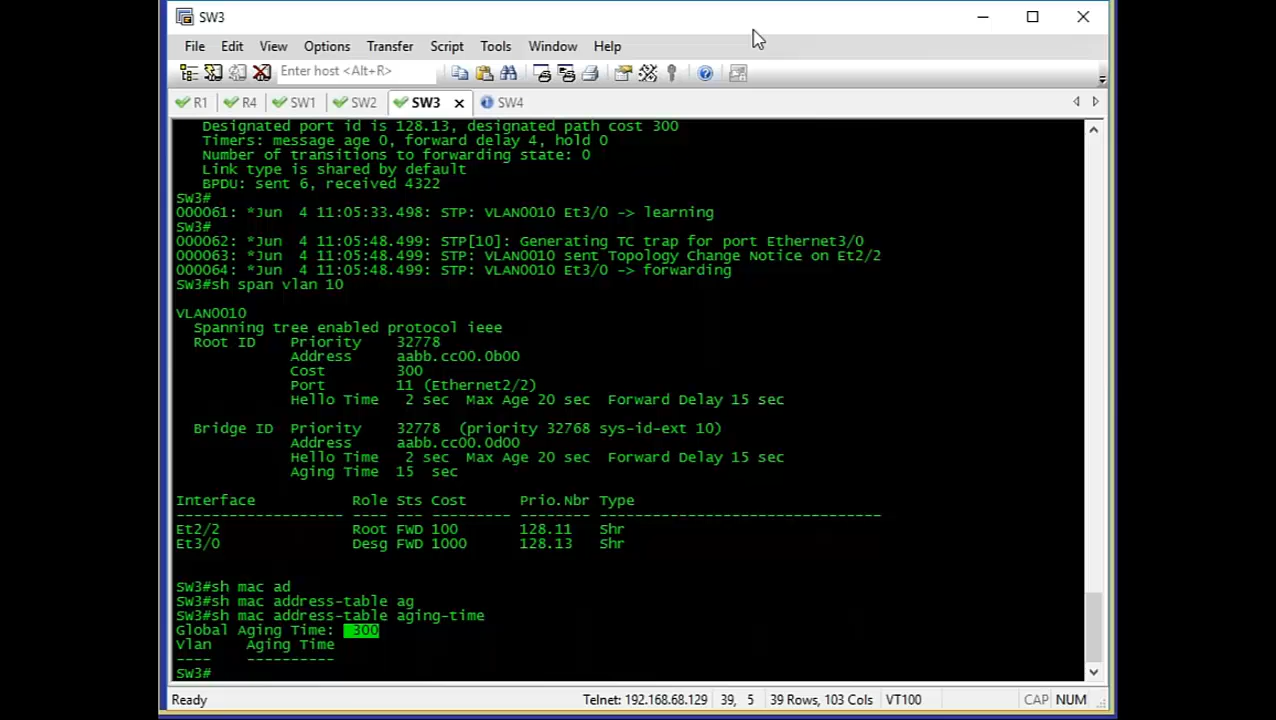 SW3
File Edit View Options Transfer Script Tools Window Help
Enter host <Alt+R>
R1 R4 SW1 SW2 SW3 SW4
Designated port id is 128.13, designated path cost 300
Timers: message age 0, forward delay 4, hold 0
Number of transitions to forwarding state: 0
Link type is shared by default
BPDU: sent 6, received 4322
SW3#
000061: *Jun  4 11:05:33.498: STP: VLAN0010 Et3/0 -> learning
SW3#
000062: *Jun  4 11:05:48.499: STP[10]: Generating TC trap for port Ethernet3/0
000063: *Jun  4 11:05:48.499: STP: VLAN0010 sent Topology Change Notice on Et2/2
000064: *Jun  4 11:05:48.499: STP: VLAN0010 Et3/0 -> forwarding
SW3#sh span vlan 10
VLAN0010
Spanning tree enabled protocol ieee
Root ID    Priority    32778
Address     aabb.cc00.0b00
Cost        300
Port        11 (Ethernet2/2)
Hello Time   2 sec  Max Age 20 sec  Forward Delay 15 sec
Bridge ID  Priority    32778  (priority 32768 sys-id-ext 10)
Address     aabb.cc00.0d00
Hello Time   2 sec  Max Age 20 sec  Forward Delay 15 sec
Aging Time  15  sec
Interface           Role Sts Cost      Prio.Nbr Type
------------------- ---- --- --------- -------- --------------------------------
Et2/2               Root FWD 100       128.11   Shr
Et3/0               Desg FWD 1000      128.13   Shr
SW3#sh mac ad
SW3#sh mac address-table ag
SW3#sh mac address-table aging-time
Global Aging Time:  300
Vlan    Aging Time
----    ----------
SW3#
Ready Telnet: 192.168.68.129 39, 5 39 Rows, 103 Cols VT100 CAP NUM